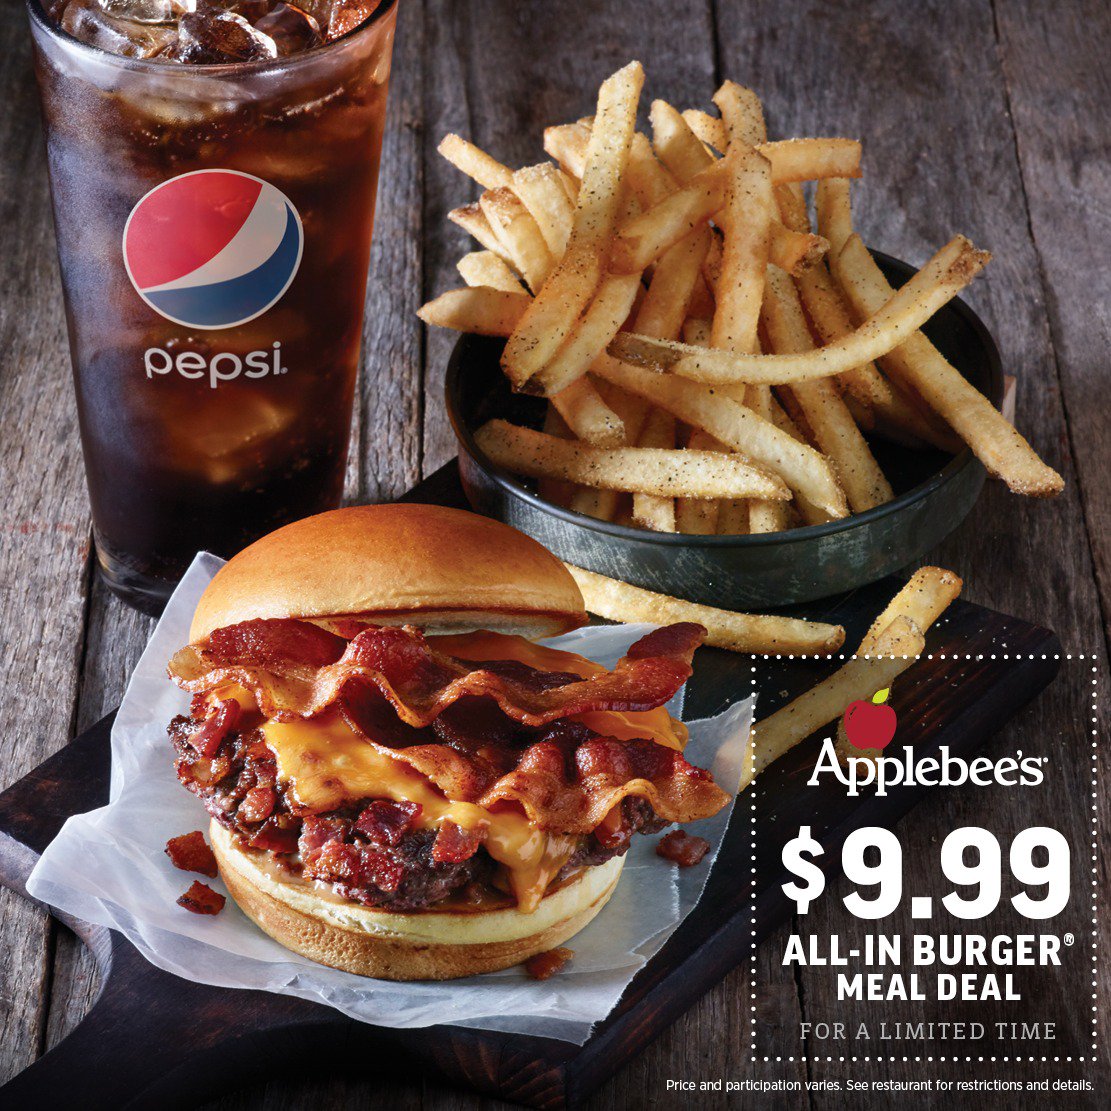 pepsi®
Applebee's
$9.99
ALL-IN BURGER®
MEAL DEAL
FOR A LIMITED TIME
Price and participation varies. See restaurant for restrictions and details.